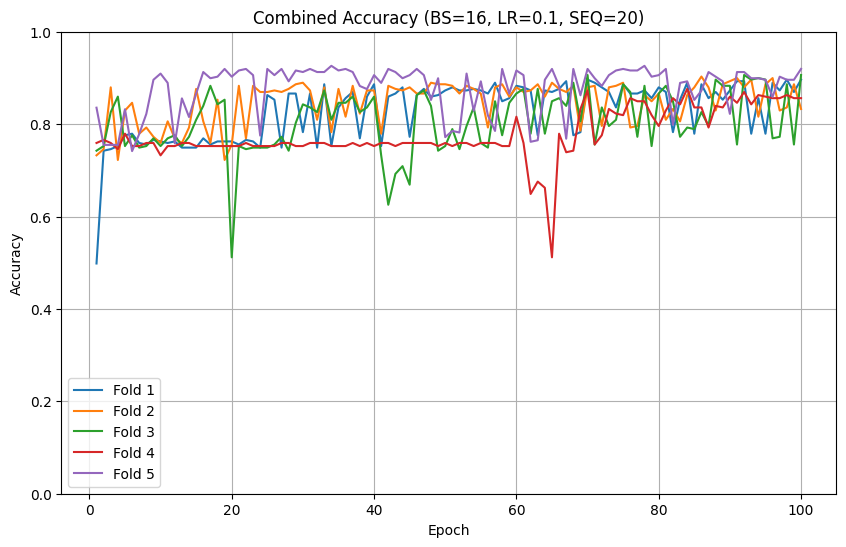 Combined Accuracy (BS=16, LR=0.1, SEQ=20)
1.0
0.8
0.6
0.4
0.2
0.0
Accuracy
Fold 1
Fold 2
Fold 3
Fold 4
Fold 5
0 20 40 60 80 100
Epoch